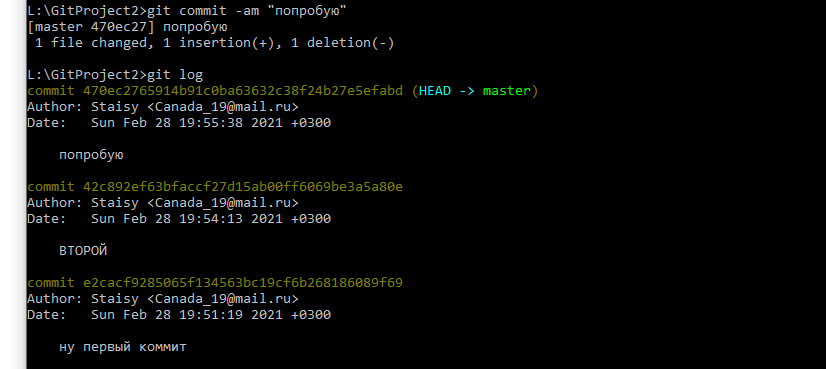 L:\GitProject2>git commit -am "попробую"
[master 470ec27] попробую
 1 file changed, 1 insertion(+), 1 deletion(-)
L:\GitProject2>git log
commit 470ec2765914b91c0ba63632c38f24b27e5efabd (HEAD -> master)
Author: Staisy <Canada_19@mail.ru>
Date:   Sun Feb 28 19:55:38 2021 +0300
    попробую
commit 42c892ef63bfaccf27d15ab00ff6069be3a5a80e
Author: Staisy <Canada_19@mail.ru>
Date:   Sun Feb 28 19:54:13 2021 +0300
    ВТОРОЙ
commit e2cacf9285065f134563bc19cf6b268186089f69
Author: Staisy <Canada_19@mail.ru>
Date:   Sun Feb 28 19:51:19 2021 +0300
    ну первый коммит